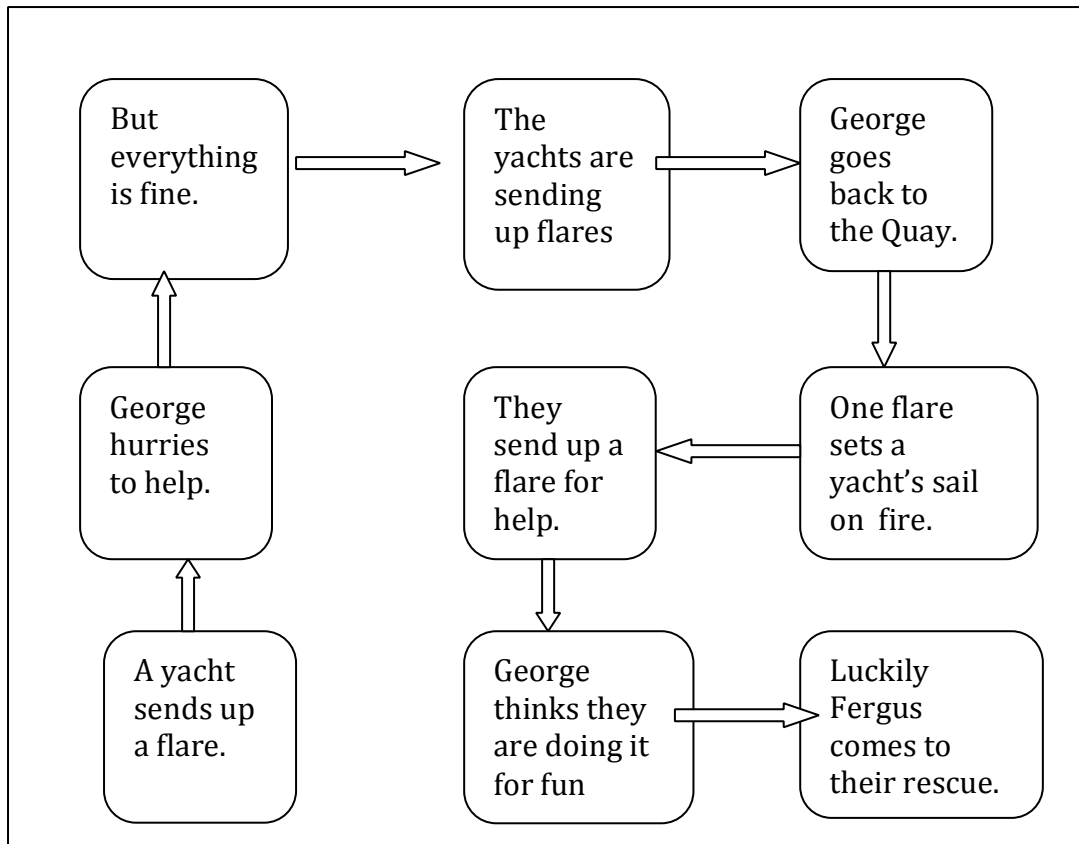 But
everything
is fine.
The
yachts are
sending
up flares
George
goes
back to
the Quay.
George
hurries
to help.
They
send up a
flare for
help.
One flare
sets a
yacht’s sail
on  fire.
A yacht
sends up
a flare.
George
thinks they
are doing it
for fun
Luckily
Fergus
comes to
their rescue.